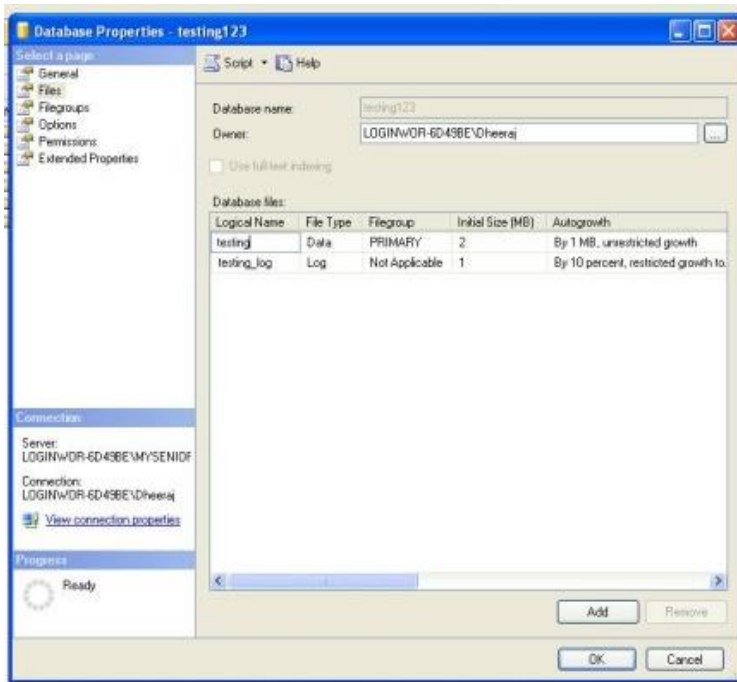 Database Properties - testing123
Select a page
General
Files
Filegroups
Options
Permissions
Extended Properties
Script Help
Database name: testing123
Owner: LOGINWOR-6D49BE\Dheeraj ...
Use full-text indexing
Database files:
Logical Name File Type Filegroup Initial Size (MB) Autogrowth
testing Data PRIMARY 2 By 1 MB, unrestricted growth
testing_log Log Not Applicable 1 By 10 percent, restricted growth to
Connection
Server:
LOGINWOR-6D49BE\MYSENIOR
Connection:
LOGINWOR-6D49BE\Dheeraj
View connection properties
Progress
Ready
Add Remove
OK Cancel